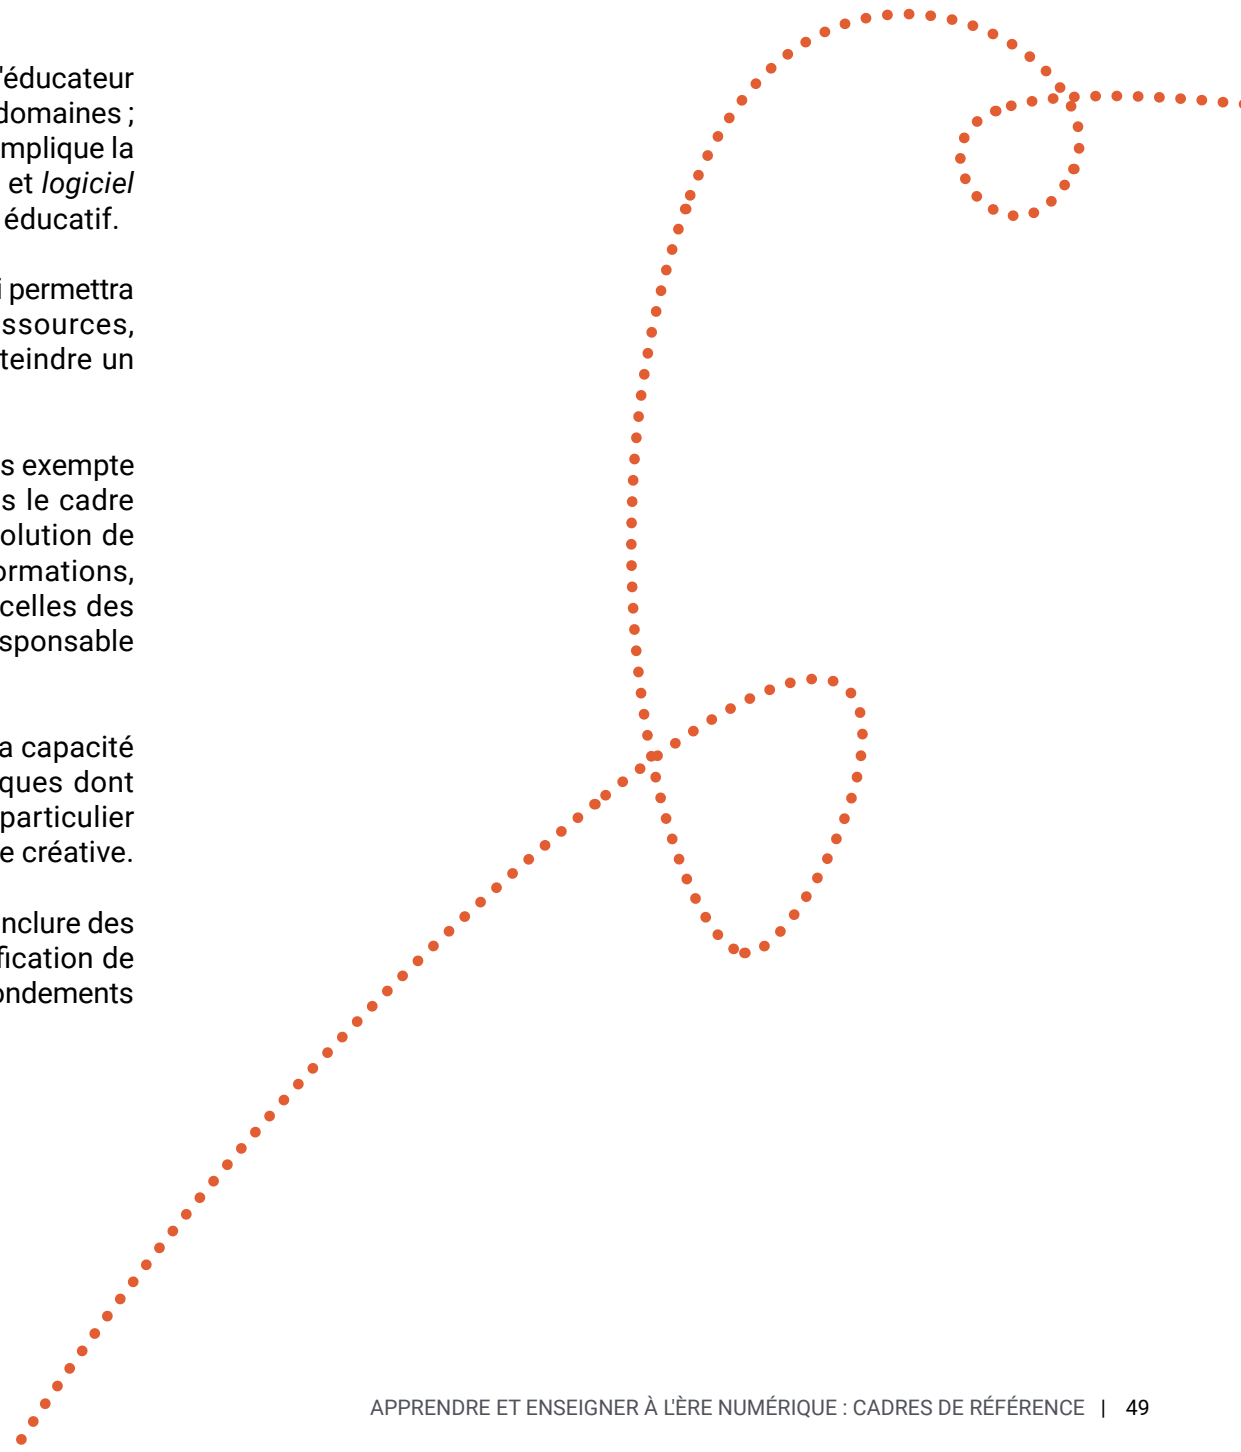 'éducateur
domaines ;
mplique la
et logiciel
éducatif.
i permettra
ssources,
teindre un
s exempte
s le cadre
olution de
ormations,
celles des
sponsable
a capacité
ques dont
particulier
e créative.
nclure des
fication de
ondements
APPRENDRE ET ENSEIGNER À L'ÈRE NUMÉRIQUE : CADRES DE RÉFÉRENCE | 49